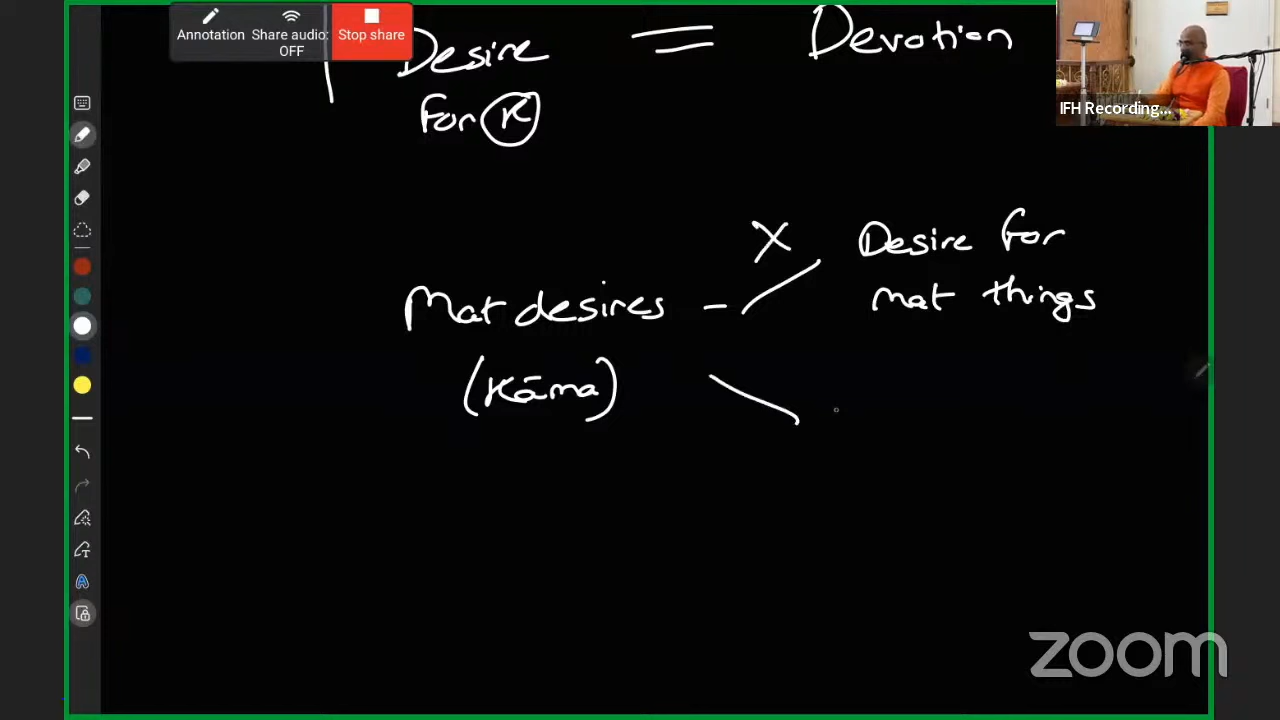 Annotation Share audio: Stop share
OFF
IFH Recording...
Desire = Devotion
For K
X Desire for
Mat desires - mat things
(Kāma)
zoom